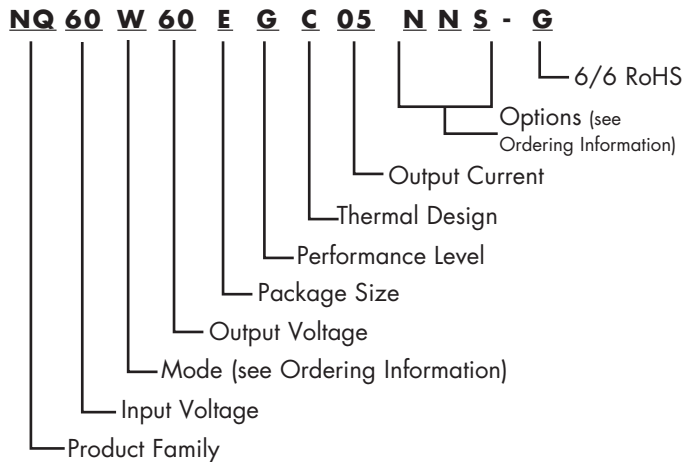 NQ 60 W 60 E G C 05 N N S - G
6/6 RoHS
Options (see
Ordering Information)
Output Current
Thermal Design
Performance Level
Package Size
Output Voltage
Mode (see Ordering Information)
Input Voltage
Product Family